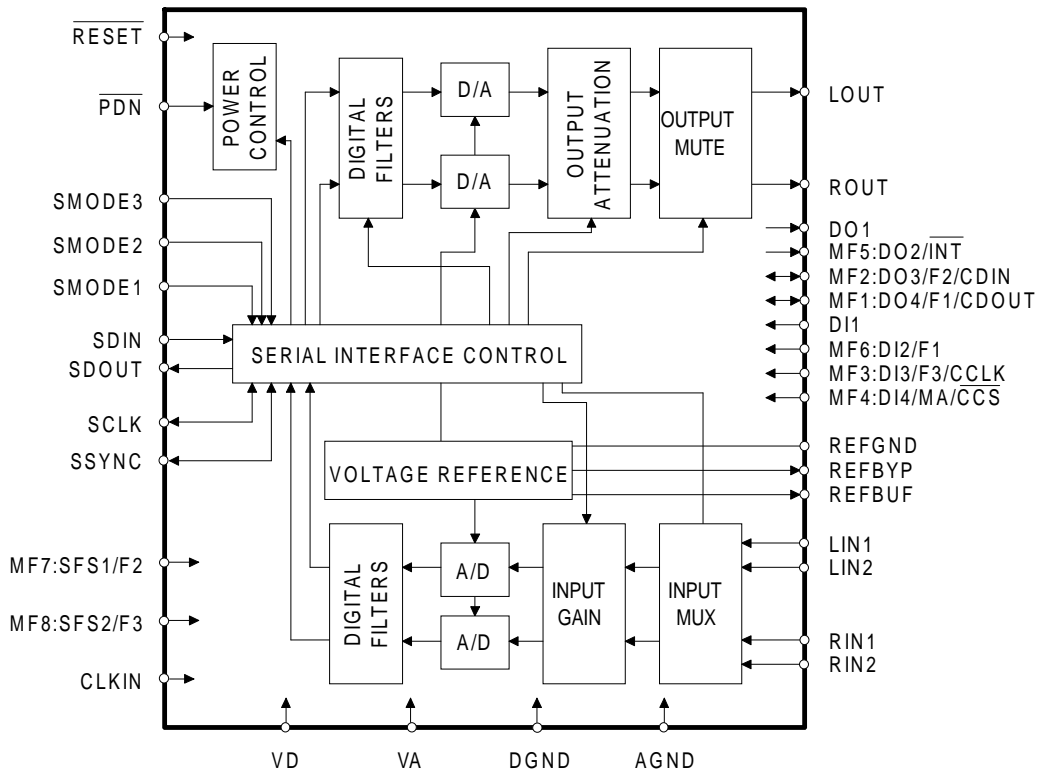 RESET
PDN
SMODE3
SMODE2
SMODE1
SDIN
SDOUT
SCLK
SSYNC
MF7:SFS1/F2
MF8:SFS2/F3
CLKIN
POWER
CONTROL
DIGITAL
FILTERS
D/A
D/A
OUTPUT
ATTENUATION
OUTPUT
MUTE
SERIAL INTERFACE CONTROL
VOLTAGE REFERENCE
DIGITAL
FILTERS
A/D
A/D
INPUT
GAIN
INPUT
MUX
LOUT
ROUT
DO1
MF5:DO2/INT
MF2:DO3/F2/CDIN
MF1:DO4/F1/CDOUT
DI1
MF6:DI2/F1
MF3:DI3/F3/CCLK
MF4:DI4/MA/CCS
REFGND
REFBYP
REFBUF
LIN1
LIN2
RIN1
RIN2
VD
VA
DGND
AGND